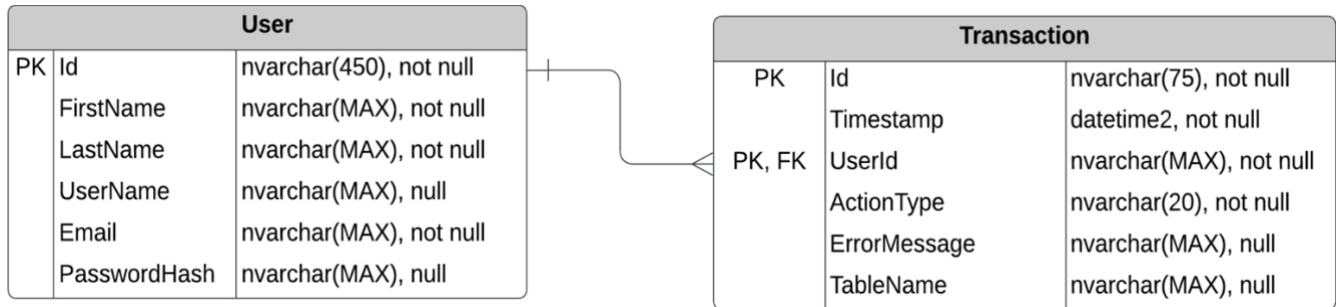 User
PK Id nvarchar(450), not null
FirstName nvarchar(MAX), not null
LastName nvarchar(MAX), not null
UserName nvarchar(MAX), null
Email nvarchar(MAX), not null
PasswordHash nvarchar(MAX), null
Transaction
PK Id nvarchar(75), not null
Timestamp datetime2, not null
PK, FK UserId nvarchar(MAX), not null
ActionType nvarchar(20), not null
ErrorMessage nvarchar(MAX), null
TableName nvarchar(MAX), null